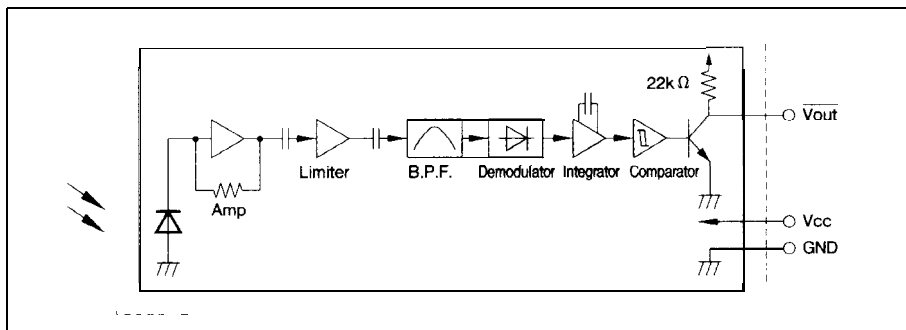 22kΩ
Vout
Limiter
B.P.F.
Demodulator
Integrator
Comparator
Amp
Vcc
GND